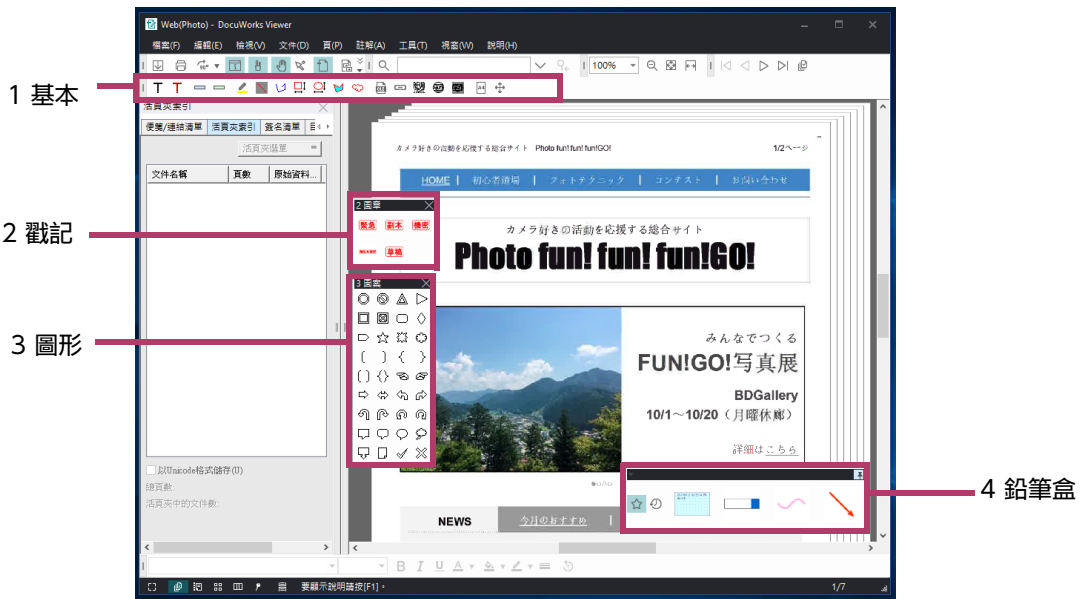 Web(Photo) - DocuWorks Viewer
檔案(F) 編輯(E) 檢視(V) 文件(D) 頁(P) 註解(A) 工具(T) 視窗(W) 說明(H)
100%
1 基本
活頁夾索引
便箋/連結清單 活頁夾索引 簽名清單
活頁夾選單
文件名稱 頁數 原始資料...
カメラ好きの活動を応援する総合サイト Photo fun! fun! fun!GO!
1/2ページ
HOME | 初心者道場 | フォトテクニック | コンテスト | お問い合わせ
2 戳記
2 圖章
緊急 副本 機密
草稿
カメラ好きの活動を応援する総合サイト
Photo fun! fun! fun!GO!
3 圖形
3 圖案
みんなでつくる
FUN!GO!写真展
BDGallery
10/1～10/20（月曜休廊）
詳細はこちら
以Unicode格式儲存(U)
總頁數:
活頁夾中的文件數:
4 鉛筆盒
NEWS 今月のおすすめ |
B I U A
要顯示說明請按[F1]。
1/7